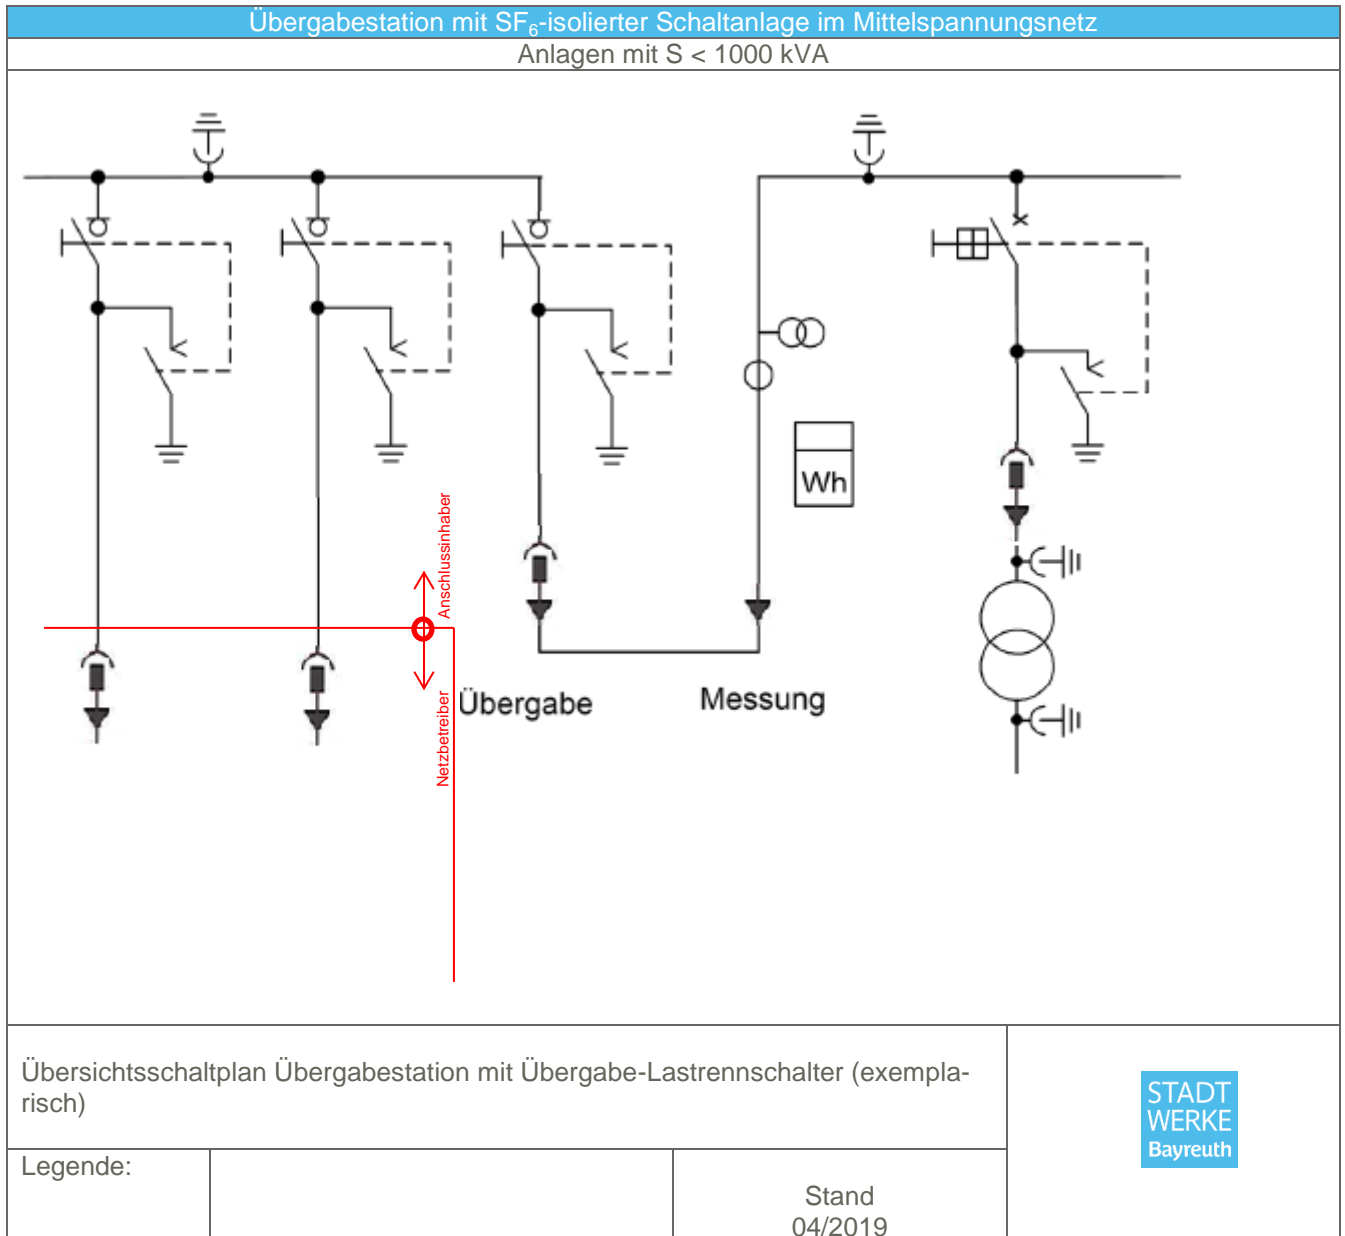 Übergabestation mit SF₆-isolierter Schaltanlage im Mittelspannungsnetz
Anlagen mit S < 1000 kVA
Wh
Anschlussinhaber
Netzbetreiber
Übergabe
Messung
Übersichtsschaltplan Übergabestation mit Übergabe-Lastrennschalter (exempla-
risch)
STADT
WERKE
Bayreuth
Legende:
Stand
04/2019